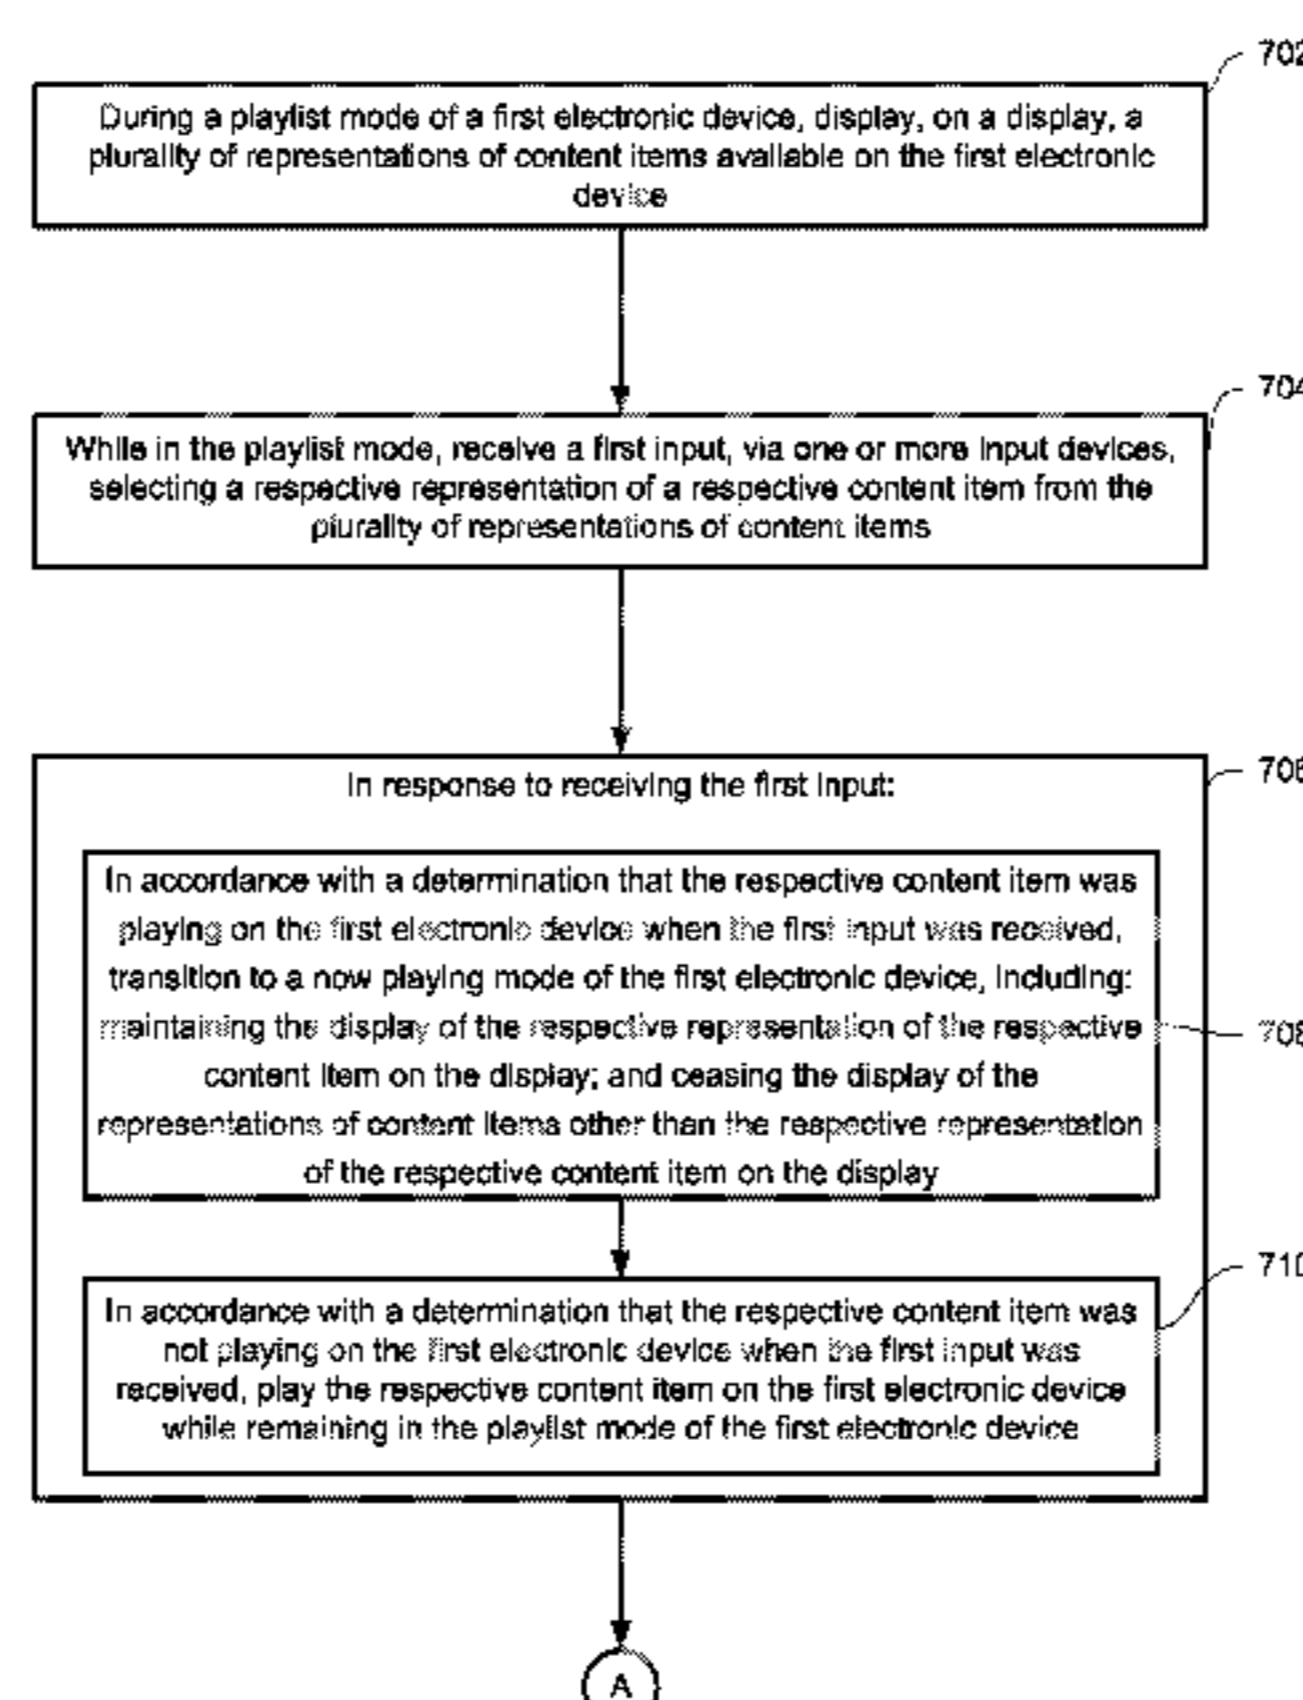 702
During a playlist mode of a first electronic device, display, on a display, a
plurality of representations of content items available on the first electronic
device
704
While in the playlist mode, receive a first input, via one or more input devices,
selecting a respective representation of a respective content item from the
plurality of representations of content items
706
In response to receiving the first input:
In accordance with a determination that the respective content item was
playing on the first electronic device when the first input was received,
transition to a now playing mode of the first electronic device, including:
maintaining the display of the respective representation of the respective
708
content item on the display; and ceasing the display of the
representations of content items other than the respective representation
of the respective content item on the display
710
In accordance with a determination that the respective content item was
not playing on the first electronic device when the first input was
received, play the respective content item on the first electronic device
while remaining in the playlist mode of the first electronic device
A